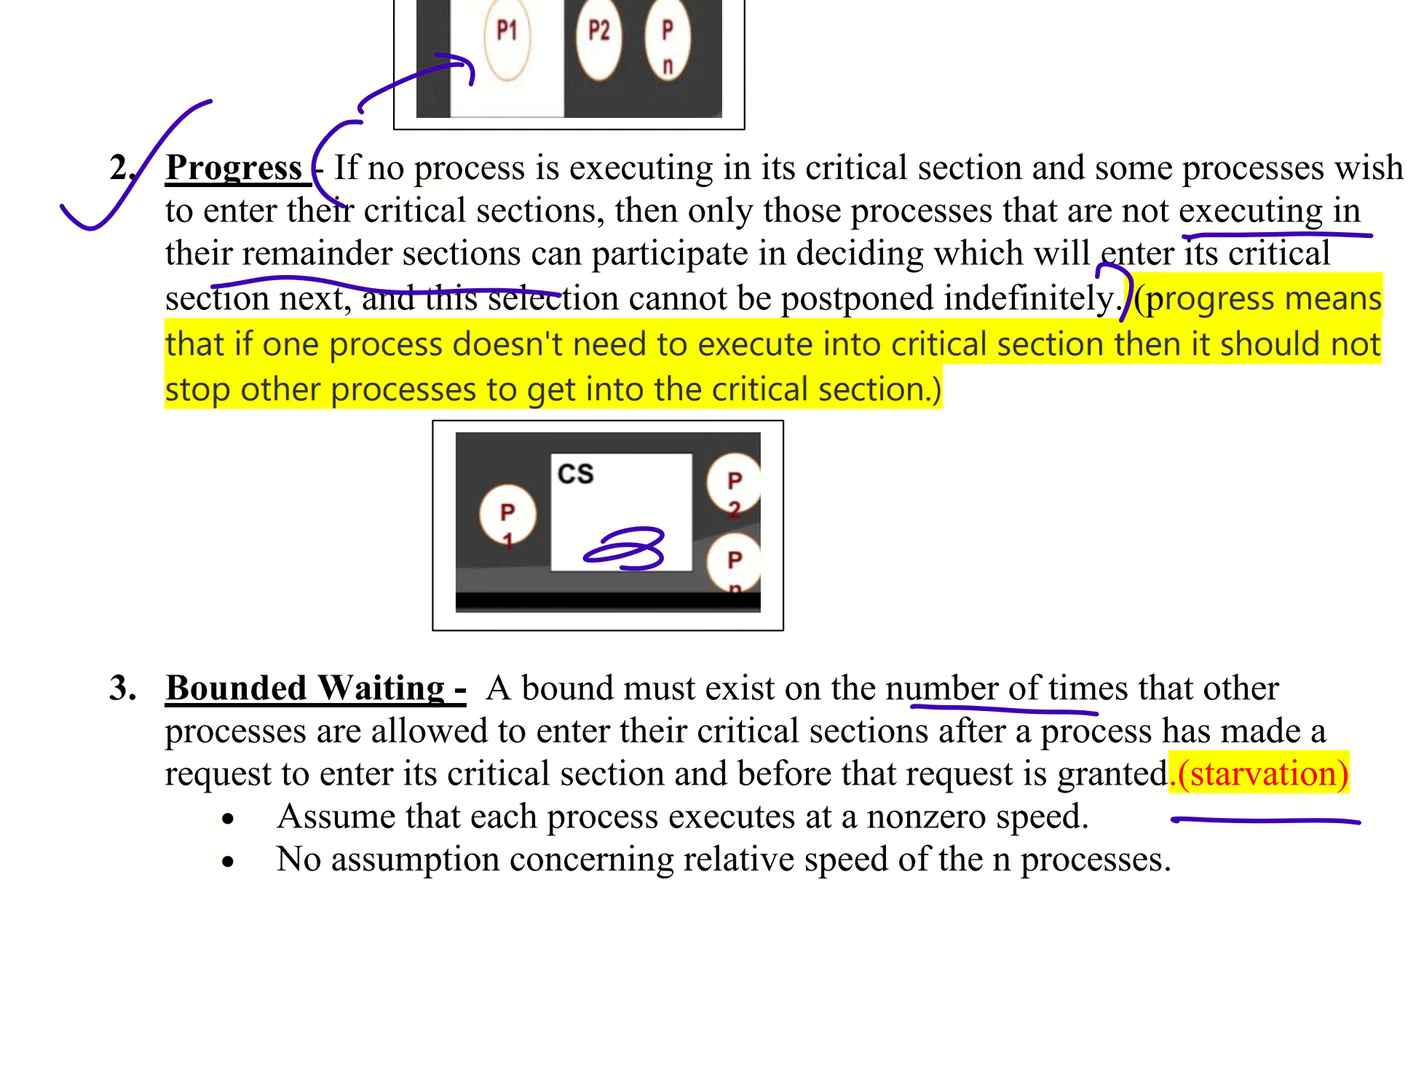 P1 P2 P
n
2. Progress - If no process is executing in its critical section and some processes wish
to enter their critical sections, then only those processes that are not executing in
their remainder sections can participate in deciding which will enter its critical
section next, and this selection cannot be postponed indefinitely. (progress means
that if one process doesn't need to execute into critical section then it should not
stop other processes to get into the critical section.)
CS
P
2
P
1
P
n
3. Bounded Waiting - A bound must exist on the number of times that other
processes are allowed to enter their critical sections after a process has made a
request to enter its critical section and before that request is granted.(starvation)
• Assume that each process executes at a nonzero speed.
• No assumption concerning relative speed of the n processes.